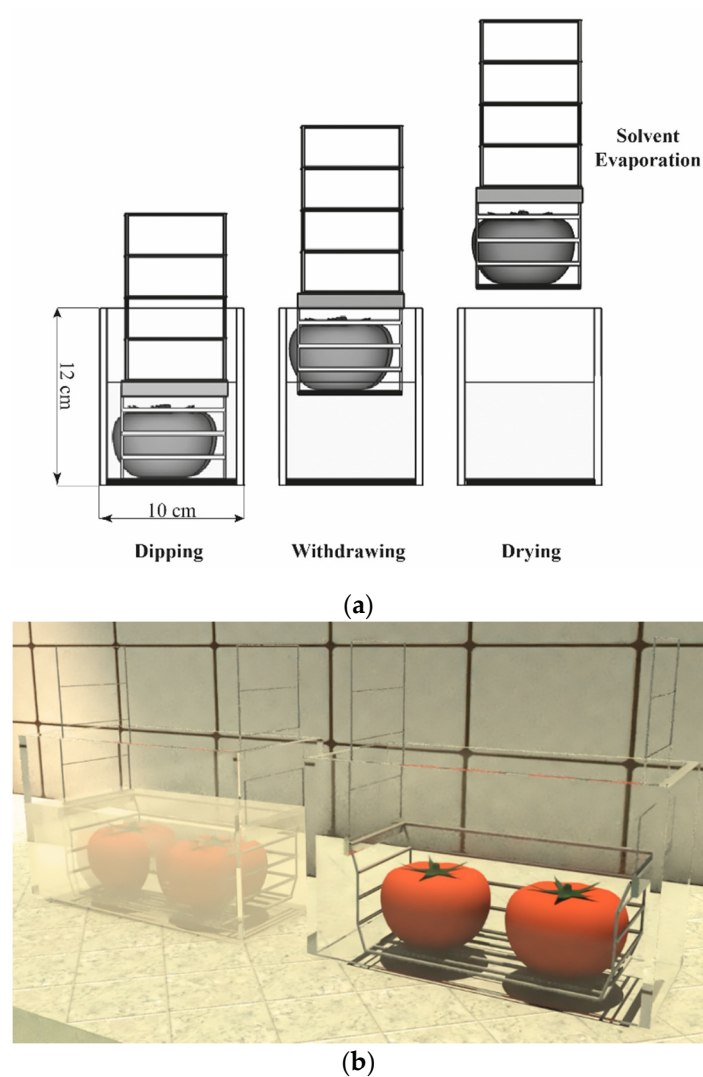 Solvent
Evaporation
12 cm
10 cm
Dipping
Withdrawing
Drying
(a)
(b)